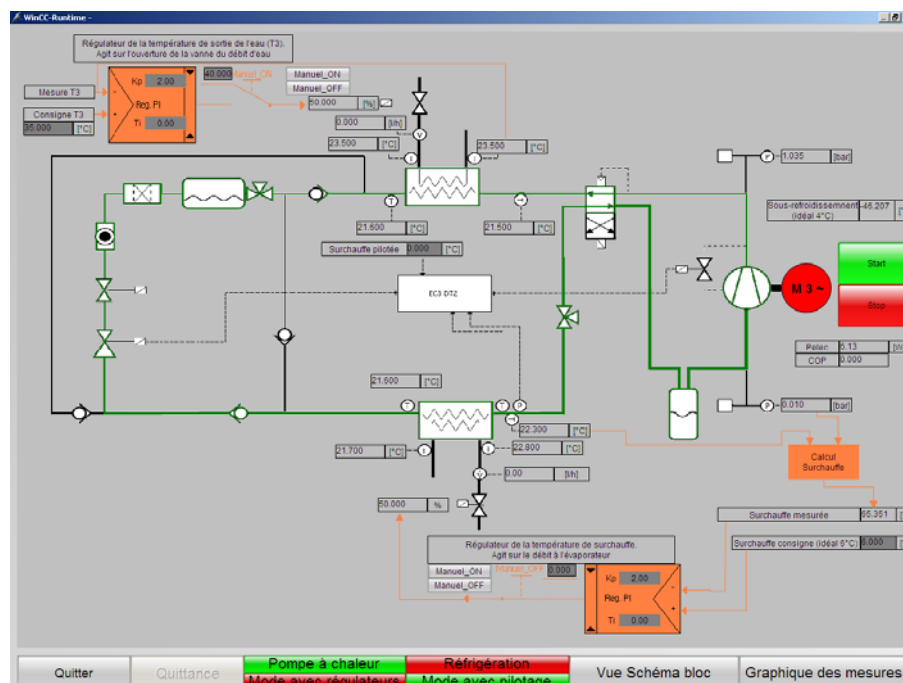 WinCC-Runtime -
Régulateur de la température de sortie de l'eau (T3).
Agit sur l'ouverture de la vanne du débit d'eau
Mesure T3
Consigne T3
35.000 [°C]
Kp 2.00
Reg. PI
Ti 0.00
40.000 Manuel_ON
Manuel_ON
Manuel_OFF
50.000 [%]
0.000 [l/h]
23.500 [°C]
23.500 [°C]
21.600 [°C]
21.500 [°C]
1.035 [bar]
Sous-refroidissemnent
(idéal 4°C)
-46.207
Surchauffe pilotée 0.000 [°C]
EC3 D72
Start
M 3 ~
Stop
Pelec 5.13
COP 0.000
21.600 [°C]
0.010 [bar]
22.300 [°C]
21.700 [°C]
22.800 [°C]
0.00 [l/h]
Calcul
Surchauffe
50.000 %
Surchauffe mesurée 65.351
Régulateur de la température de surchauffe.
Agit sur le débit à l'évaporateur
Surchauffe consigne (idéal 6°C) 6.000
Manuel_ON
Manuel_OFF
Manuel_OFF 0.000
Kp 2.00
Reg. PI
Ti 0.00
Quitter
Quittance
Pompe à chaleur
Mode avec régulateurs
Réfrigération
Mode avec pilotage
Vue Schéma bloc
Graphique des mesures